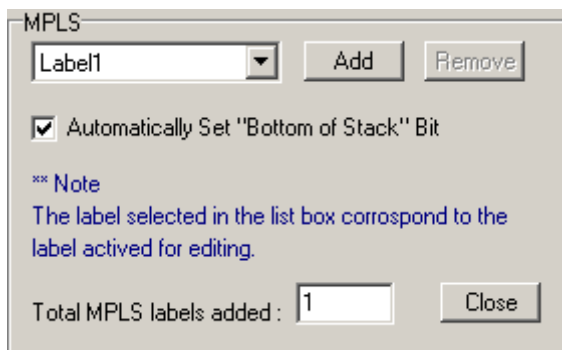 MPLS
Label1 Add Remove
Automatically Set "Bottom of Stack" Bit
** Note
The label selected in the list box corrospond to the
label actived for editing.
Total MPLS labels added : 1 Close